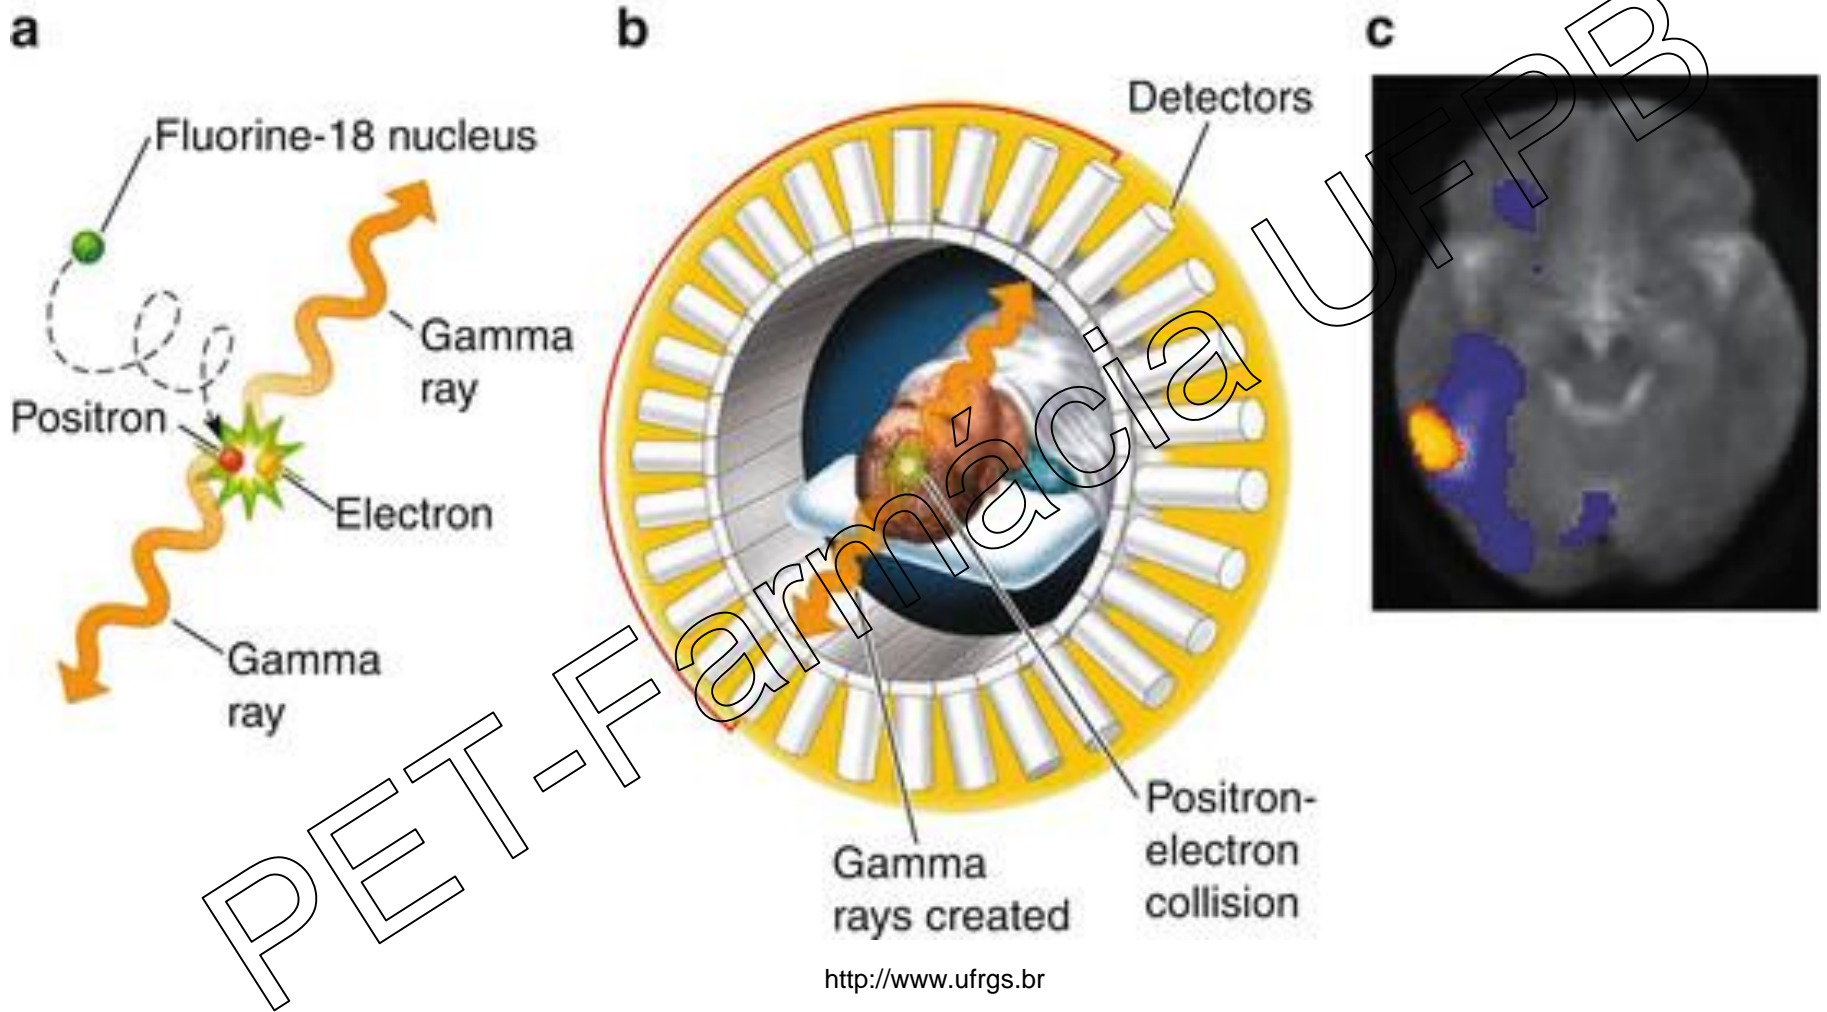 a
Fluorine-18 nucleus
Gamma
ray
Positron
Electron
Gamma
ray
b
Detectors
Gamma
rays created
Positron-
electron
collision
c
PET-Farmácia UFPB
http://www.ufrgs.br